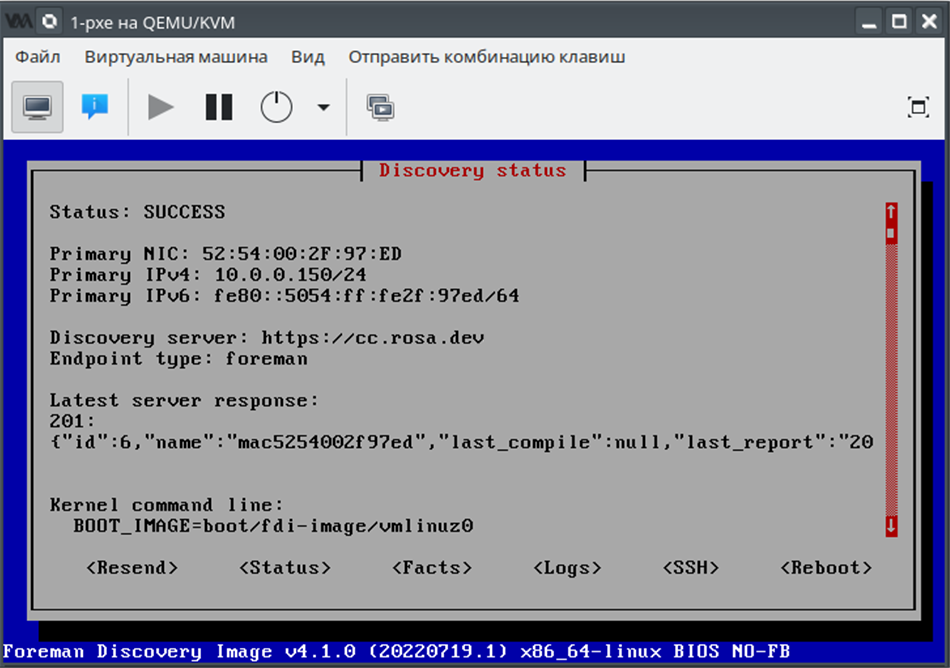 1-pxe на QEMU/KVM
Файл Виртуальная машина Вид Отправить комбинацию клавиш
Discovery status
Status: SUCCESS
Primary NIC: 52:54:00:2F:97:ED
Primary IPv4: 10.0.0.150/24
Primary IPv6: fe80::5054:ff:fe2f:97ed/64
Discovery server: https://cc.rosa.dev
Endpoint type: foreman
Latest server response:
201:
{"id":6,"name":"mac5254002f97ed","last_compile":null,"last_report":"20
Kernel command line:
BOOT_IMAGE=boot/fdi-image/vmlinuz0
<Resend> <Status> <Facts> <Logs> <SSH> <Reboot>
Foreman Discovery Image v4.1.0 (20220719.1) x86_64-linux BIOS NO-FB